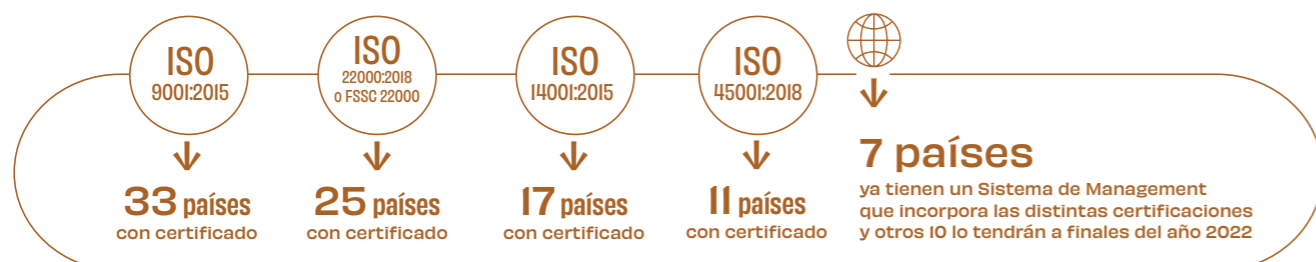 ISO
9001:2015
33 países
con certificado
ISO
22000:2018
o FSSC 22000
25 países
con certificado
ISO
14001:2015
17 países
con certificado
ISO
45001:2018
11 países
con certificado
7 países
ya tienen un Sistema de Management
que incorpora las distintas certificaciones
y otros 10 lo tendrán a finales del año 2022